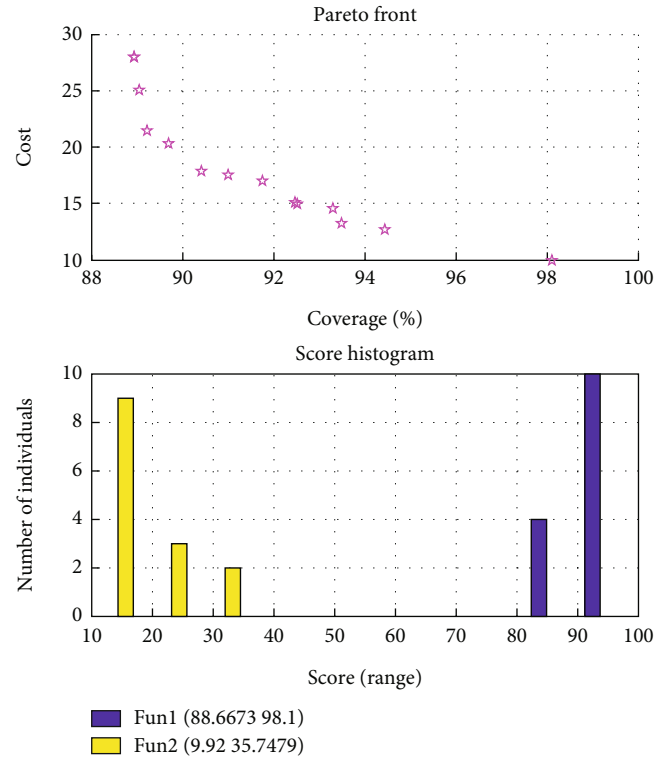 Pareto front
30
25
20
15
10
Cost
88 90 92 94 96 98 100
Coverage (%)
Score histogram
10
8
6
4
2
0
Number of individuals
10 20 30 40 50 60 70 80 90 100
Score (range)
Fun1 (88.6673 98.1)
Fun2 (9.92 35.7479)